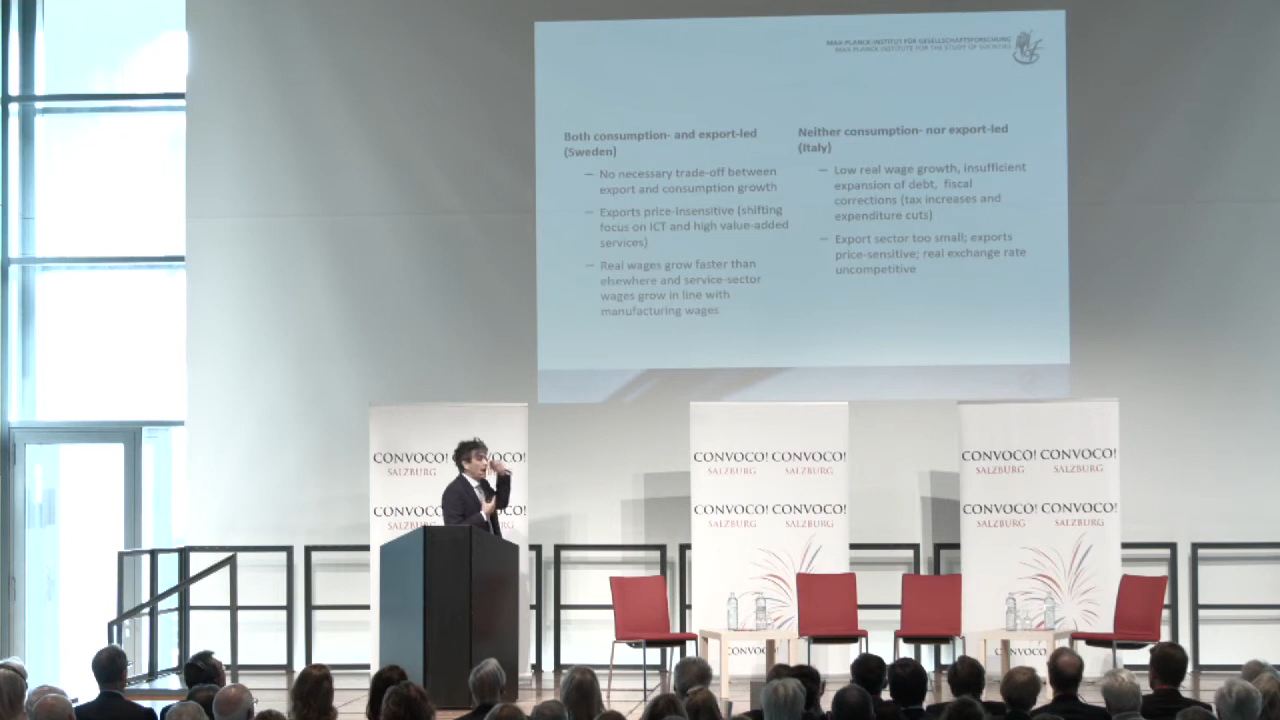 MAX-PLANCK-INSTITUT FÜR GESELLSCHAFTSFORSCHUNG
MAX PLANCK INSTITUTE FOR THE STUDY OF SOCIETIES
Both consumption- and export-led
(Sweden)
— No necessary trade-off between
export and consumption growth
— Exports price-insensitive (shifting
focus on ICT and high value-added
services)
— Real wages grow faster than
elsewhere and service-sector
wages grow in line with
manufacturing wages
Neither consumption- nor export-led
(Italy)
— Low real wage growth, insufficient
expansion of debt, fiscal
corrections (tax increases and
expenditure cuts)
— Export sector too small; exports
price-sensitive; real exchange rate
uncompetitive
CONVOCO! VOCO!
SALZBURG
CONVOCO! OCO!
SALZBURG URG
CONVOCO! CONVOCO!
SALZBURG SALZBURG
CONVOCO! CONVOCO!
SALZBURG SALZBURG
CONVOCO!
CONVOCO! CONVOCO!
SALZBURG SALZBURG
CONVOCO! CONVOCO!
SALZBURG SALZBURG
CONVOCO